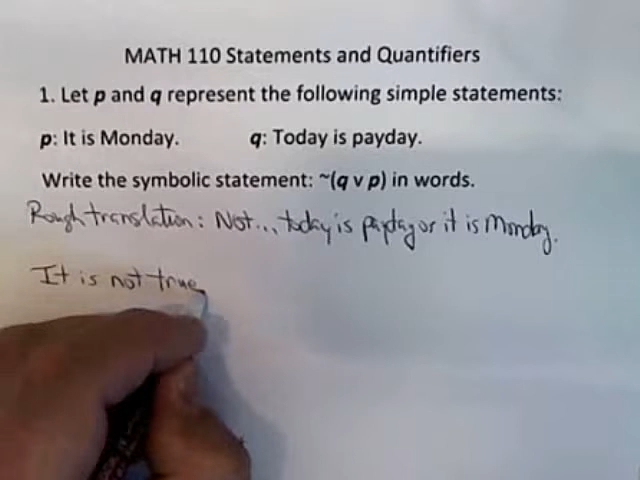 MATH 110 Statements and Quantifiers
1. Let p and q represent the following simple statements:
p: It is Monday. q: Today is payday.
Write the symbolic statement: ~(q v p) in words.
Rough translation: Not... today is payday or it is Monday.
It is not true